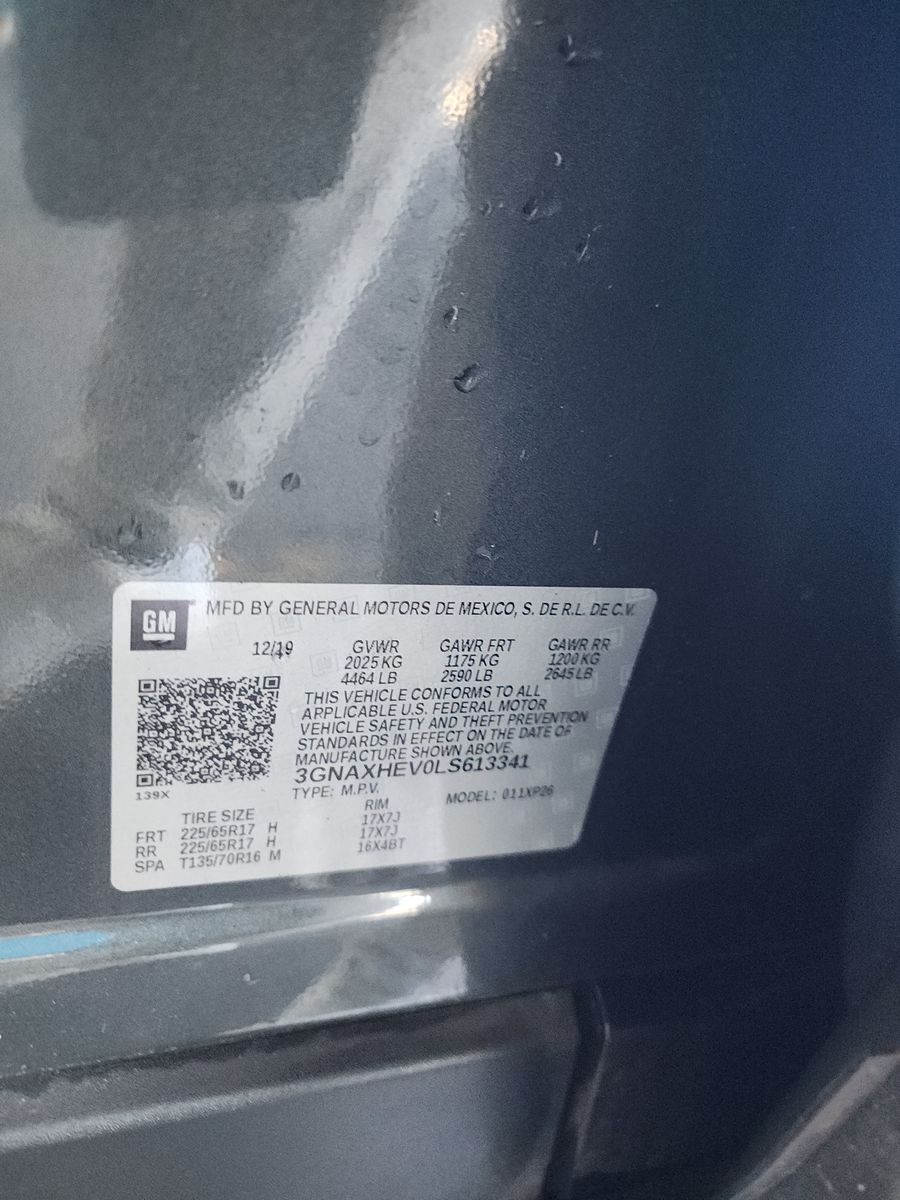 GM MFD BY GENERAL MOTORS DE MEXICO, S. DE R.L. DE C.V.
12/19 GVWR GAWR FRT GAWR RR
2025 KG 1175 KG 1200 KG
4464 LB 2590 LB 2645 LB
THIS VEHICLE CONFORMS TO ALL
APPLICABLE U.S. FEDERAL MOTOR
VEHICLE SAFETY AND THEFT PREVENTION
STANDARDS IN EFFECT ON THE DATE OF
MANUFACTURE SHOWN ABOVE.
3GNAXHEV0LS613341
139X
TYPE: M.P.V. MODEL: 011XP26
TIRE SIZE RIM
FRT 225/65R17 H 17X7J
RR 225/65R17 H 17X7J
SPA T135/70R16 M 16X4BT